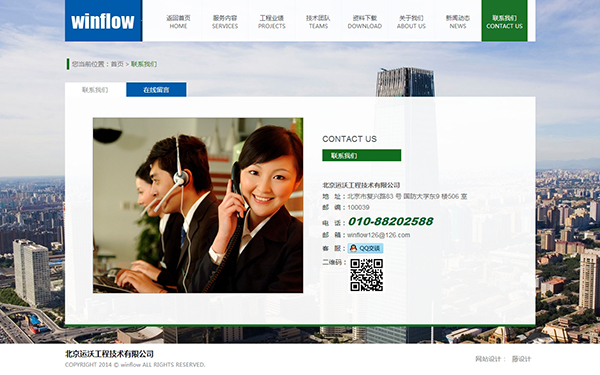 winflow
返回首页 服务内容 工程业绩 技术团队 资料下载 关于我们 新闻动态 联系我们
HOME SERVICES PROJECTS TEAMS DOWNLOAD ABOUT US NEWS CONTACT US
您当前位置：首页 > 联系我们
联系我们 在线留言
CONTACT US
联系我们
北京运沃工程技术有限公司
地 址：北京市复兴路83 号 国防大学东9 楼506 室
邮 编：100039
电 话：010-88202588
邮 箱：winflow126@126.com
客 服：QQ交谈
二维码：
北京运沃工程技术有限公司
COPYRIGHT 2014 © winflow ALL RIGHTS RESERVED.
网站设计： 藤设计